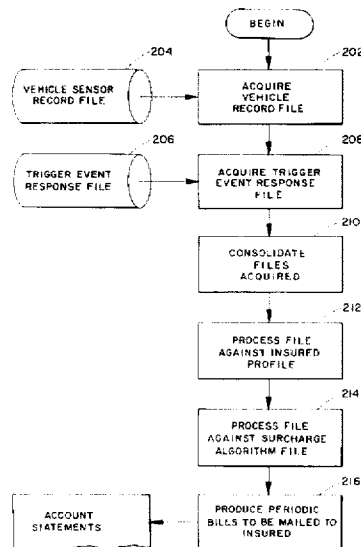 BEGIN
204
VEHICLE SENSOR
RECORD FILE
202
ACQUIRE
VEHICLE
RECORD FILE
206
TRIGGER EVENT
RESPONSE FILE
208
ACQUIRE TRIGGER
EVENT RESPONSE
FILE
210
CONSOLIDATE
FILES
ACQUIRED
212
PROCESS FILE
AGAINST INSURED
PROFILE
214
PROCESS FILE
AGAINST SURCHARGE
ALGORITHM FILE
216
PRODUCE PERIODIC
BILLS TO BE MAILED TO
INSURED
ACCOUNT
STATEMENTS